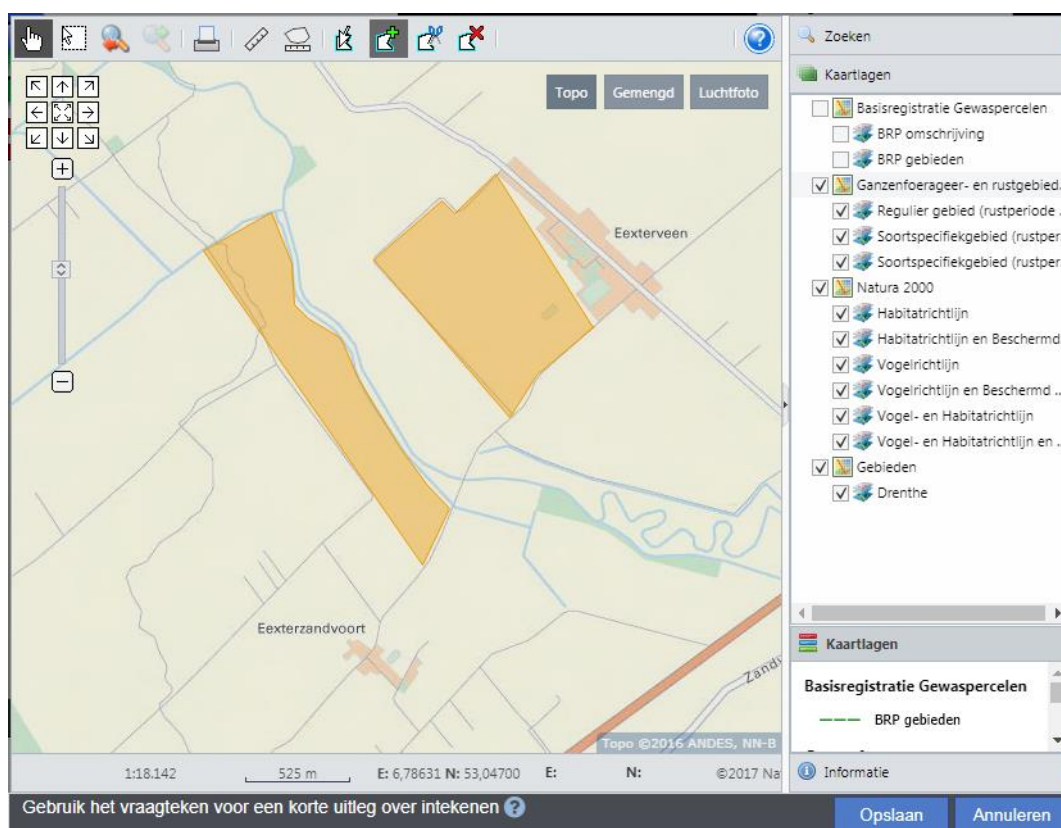 Topo Gemengd Luchtfoto
Eexterveen
Eexterzandvoort
Topo ©2016 ANDES, NN-B
1:18.142 525 m E: 6,78631 N: 53,04700 E: N: ©2017
Zoeken
Kaartlagen
Basisregistratie Gewaspercelen
BRP omschrijving
BRP gebieden
Ganzenfoerageer- en rustgebied..
Regulier gebied (rustperiode .
Soortspecifiekgebied (rustper
Soortspecifiekgebied (rustper
Natura 2000
Habitatrichtlijn
Habitatrichtlijn en Beschermd
Vogelrichtlijn
Vogelrichtlijn en Beschermd ..
Vogel- en Habitatrichtlijn
Vogel- en Habitatrichtlijn en ..
Gebieden
Drenthe
Kaartlagen
Basisregistratie Gewaspercelen
BRP gebieden
Informatie
Gebruik het vraagteken voor een korte uitleg over intekenen ?
Opslaan Annuleren